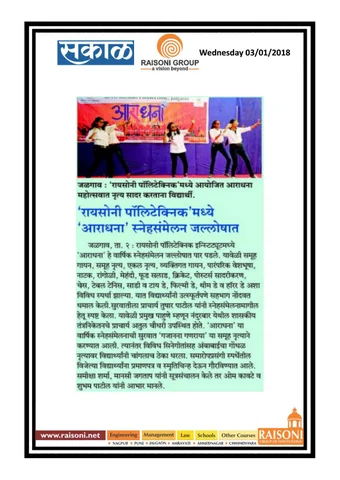 सकाळ
RAISONI GROUP
a vision beyond
Wednesday 03/01/2018
आराधना
जळगाव : 'रायसोनी पॉलिटेक्निक'मध्ये आयोजित आराधना
महोत्सवात नृत्य सादर करताना विद्यार्थी.
'रायसोनी पॉलिटेक्निक'मध्ये
'आराधना' स्नेहसंमेलन जल्लोषात
जळगाव, ता. २ : रायसोनी पॉलिटेक्निक इन्स्टिट्यूटमध्ये
'आराधना' हे वार्षिक स्नेहसंमेलन जल्लोषात पार पडले. यावेळी समूह
गायन, समूह नृत्य, एकल नृत्य, व्यक्तिगत गायन, पारंपरिक वेशभूषा,
नाटक, रांगोळी, मेहंदी, फूड सलाड, क्रिकेट, पोस्टर्स सादरीकरण,
चेस, टेबल टेनिस, साडी व टाय डे, फिल्मी डे, थीम डे व हॉरर डे अशा
विविध स्पर्धा झाल्या. यात विद्यार्थ्यांनी उत्स्फूर्तपणे सहभाग नोंदवत
धमाल केली.सुरवातीला प्राचार्य तुषार पाटील यांनी स्नेहसंमेलनामागील
हेतू स्पष्ट केला. यावेळी प्रमुख पाहुणे म्हणून नंदुरबार येथील शासकीय
तंत्रनिकेतनचे प्राचार्य अतुल चौधरी उपस्थित होते. 'आराधना' या
वार्षिक स्नेहसंमेलनाची सुरवात 'गजानना गणराया' या समूह नृत्याने
करण्यात आली. त्यानंतर विविध सिनेगीतांसह अंबाबाईचा गोंधळ
नृत्यावर विद्यार्थ्यांनी चांगलाच ठेका धरला. समारोपप्रसंगी स्पर्धेतील
विजेत्या विद्यार्थ्यांना प्रमाणपत्र व स्मृतिचिन्ह देऊन गौरविण्यात आले.
समीक्षा शर्मा, मानसी जगताप यांनी सूत्रसंचालन केले तर ओम काबरे व
शुभम पाटील यांनी आभार मानले.
www.raisoni.net
Engineering Management Law Schools Other Courses
RAISONI
NAGPUR PUNE JALGAON AMRAVATI AHMEDNAGAR CHHINDWARA